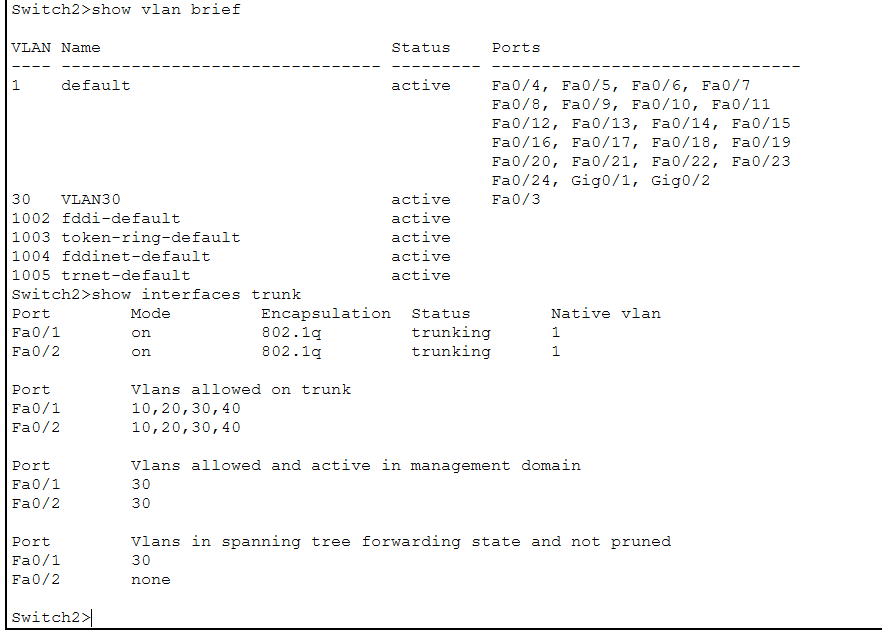 Switch2>show vlan brief
VLAN Name                             Status    Ports
---- -------------------------------- --------- -------------------------------
1    default                          active    Fa0/4, Fa0/5, Fa0/6, Fa0/7
                                                Fa0/8, Fa0/9, Fa0/10, Fa0/11
                                                Fa0/12, Fa0/13, Fa0/14, Fa0/15
                                                Fa0/16, Fa0/17, Fa0/18, Fa0/19
                                                Fa0/20, Fa0/21, Fa0/22, Fa0/23
                                                Fa0/24, Gig0/1, Gig0/2
30   VLAN30                           active    Fa0/3
1002 fddi-default                     active
1003 token-ring-default               active
1004 fddinet-default                  active
1005 trnet-default                    active
Switch2>show interfaces trunk
Port        Mode         Encapsulation  Status        Native vlan
Fa0/1       on           802.1q         trunking      1
Fa0/2       on           802.1q         trunking      1
Port        Vlans allowed on trunk
Fa0/1       10,20,30,40
Fa0/2       10,20,30,40
Port        Vlans allowed and active in management domain
Fa0/1       30
Fa0/2       30
Port        Vlans in spanning tree forwarding state and not pruned
Fa0/1       30
Fa0/2       none
Switch2>